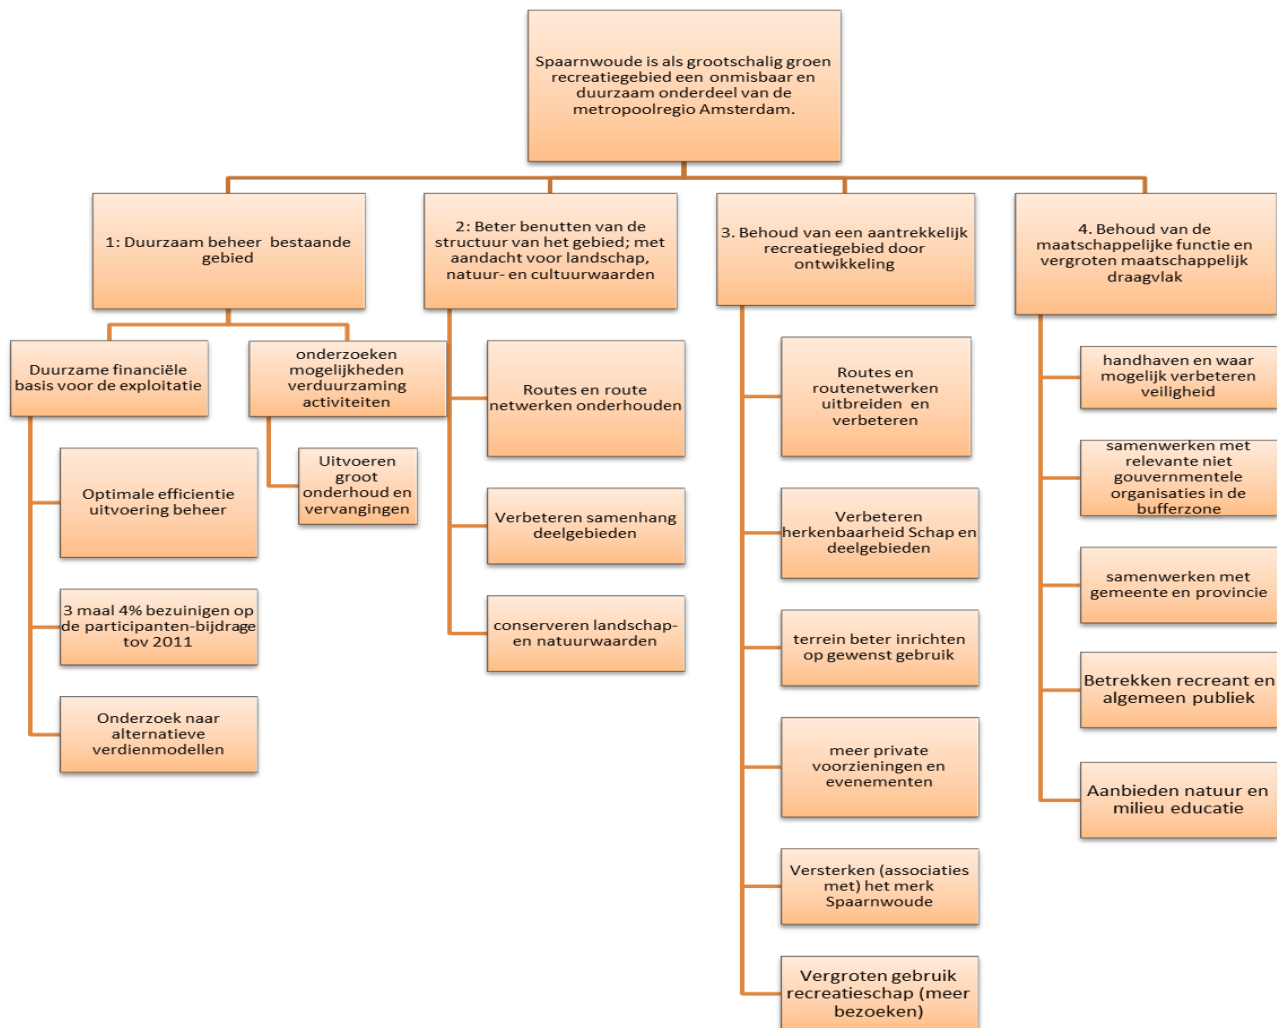 Spaarnwoude is als grootschalig groen
recreatiegebied een onmisbaar en
duurzaam onderdeel van de
metropoolregio Amsterdam.
1: Duurzaam beheer bestaande
gebied
Duurzame financiële
basis voor de exploitatie
Optimale efficientie
uitvoering beheer
3 maal 4% bezuinigen op
de participanten-bijdrage
tov 2011
Onderzoek naar
alternatieve
verdienmodellen
onderzoeken
mogelijkheden
verduurzaming
activiteiten
Uitvoeren
groot
onderhoud en
vervangingen
2: Beter benutten van de
structuur van het gebied; met
aandacht voor landschap,
natuur- en cultuurwaarden
Routes en route
netwerken onderhouden
Verbeteren samenhang
deelgebieden
conserveren landschap-
en natuurwaarden
3. Behoud van een aantrekkelijk
recreatiegebied door
ontwikkeling
Routes en
routenetwerken
uitbreiden en
verbeteren
Verbeteren
herkenbaarheid Schap en
deelgebieden
terrein beter inrichten
op gewenst gebruik
meer private
voorzieningen en
evenementen
Versterken (associaties
met) het merk
Spaarnwoude
Vergroten gebruik
recreatieschap (meer
bezoeken)
4. Behoud van de
maatschappelijke functie en
vergroten maatschappelijk
draagvlak
handhaven en waar
mogelijk verbeteren
veiligheid
samenwerken met
relevante niet
gouvernmentele
organisaties in de
bufferzone
samenwerken met
gemeente en provincie
Betrekken recreant en
algemeen publiek
Aanbieden natuur en
milieu educatie